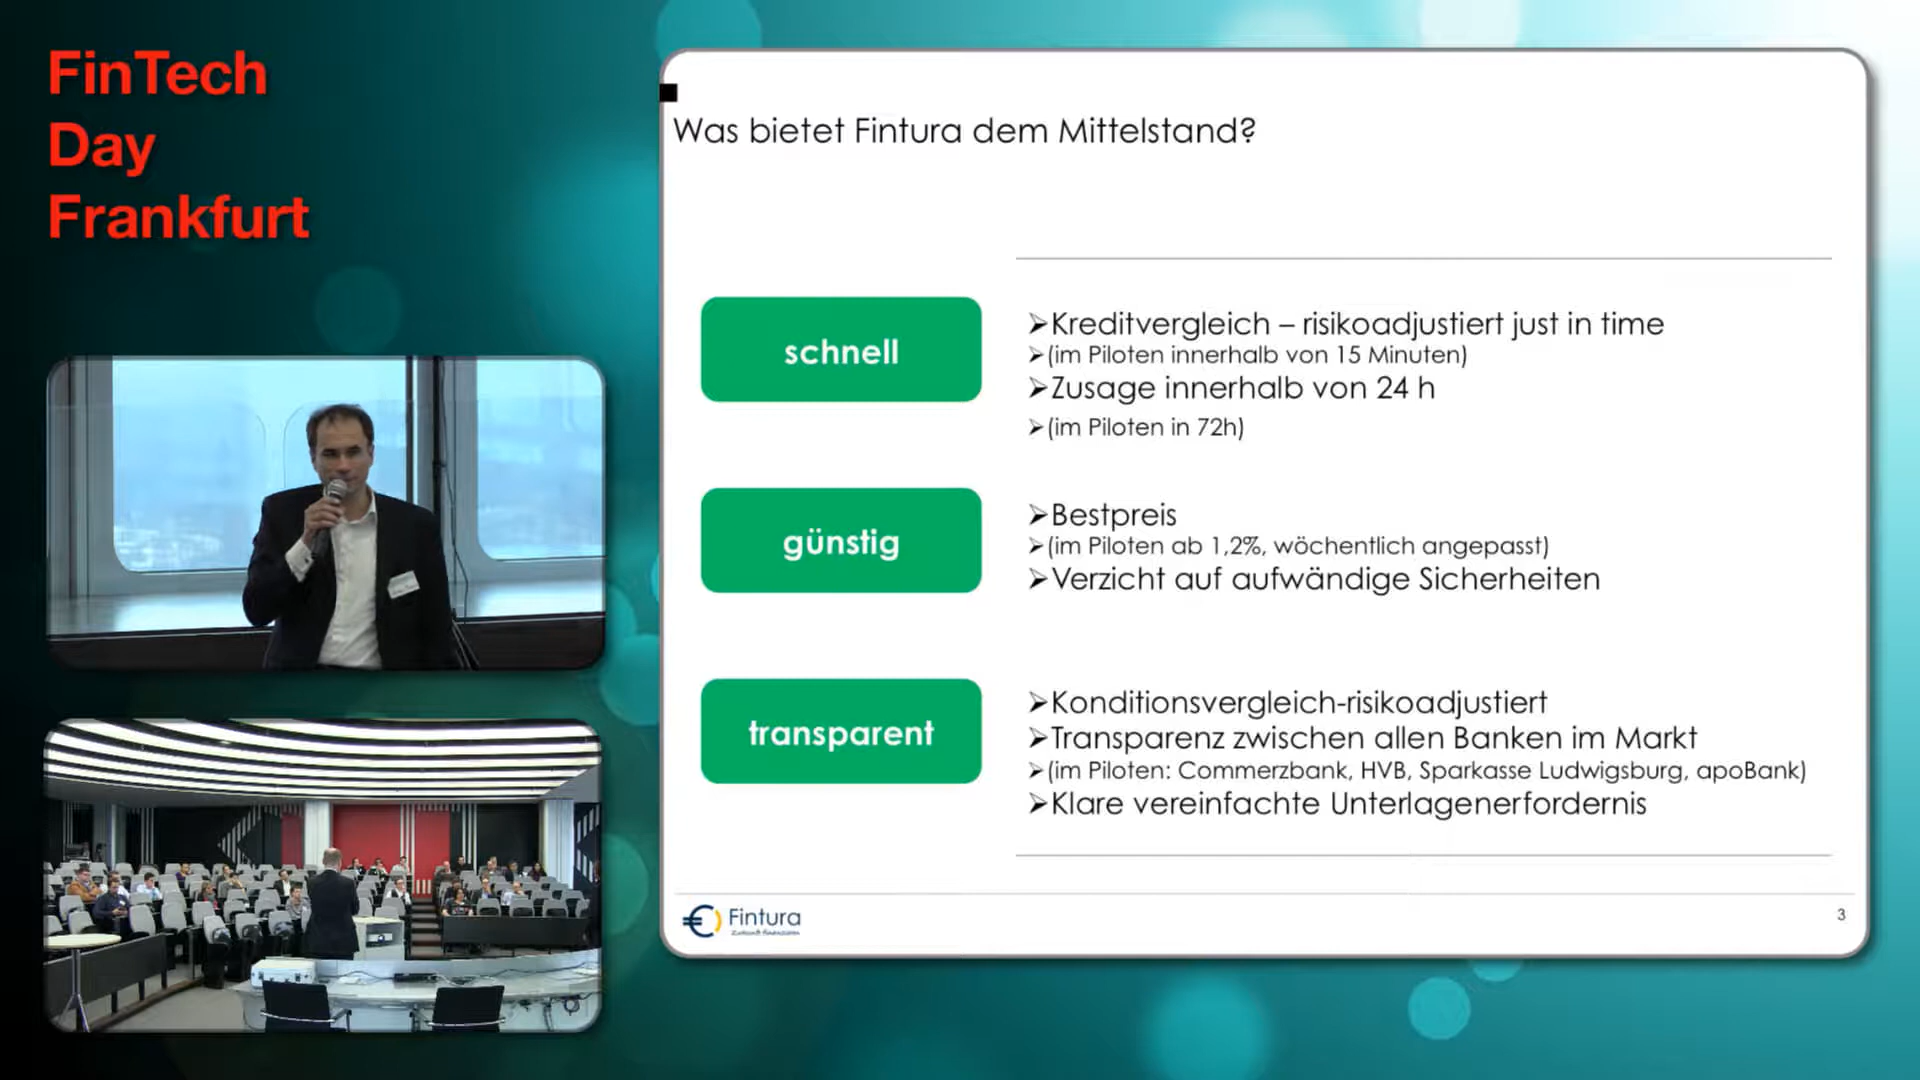 FinTech
Day
Frankfurt
Was bietet Fintura dem Mittelstand?
schnell
➢Kreditvergleich – risikoadjustiert just in time
➢(im Piloten innerhalb von 15 Minuten)
➢Zusage innerhalb von 24 h
➢(im Piloten in 72h)
günstig
➢Bestpreis
➢(im Piloten ab 1,2%, wöchentlich angepasst)
➢Verzicht auf aufwändige Sicherheiten
transparent
➢Konditionsvergleich-risikoadjustiert
➢Transparenz zwischen allen Banken im Markt
➢(im Piloten: Commerzbank, HVB, Sparkasse Ludwigsburg, apoBank)
➢Klare vereinfachte Unterlagenerfordernis
Fintura
Zukunft finanzieren
3